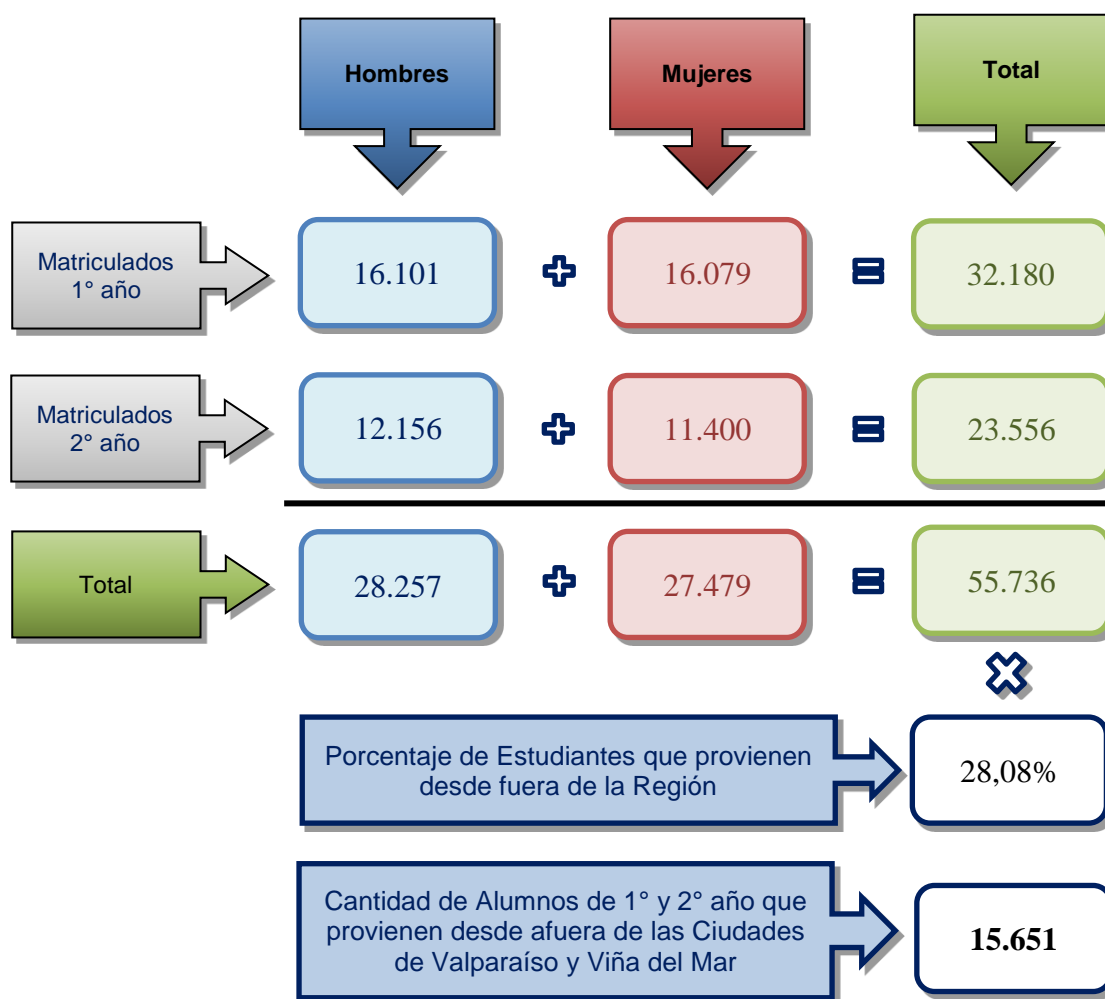 Hombres
Mujeres
Total
Matriculados
1° año
16.101
16.079
32.180
Matriculados
2° año
12.156
11.400
23.556
Total
28.257
27.479
55.736
Porcentaje de Estudiantes que provienen
desde fuera de la Región
28,08%
Cantidad de Alumnos de 1° y 2° año que
provienen desde afuera de las Ciudades
de Valparaíso y Viña del Mar
15.651